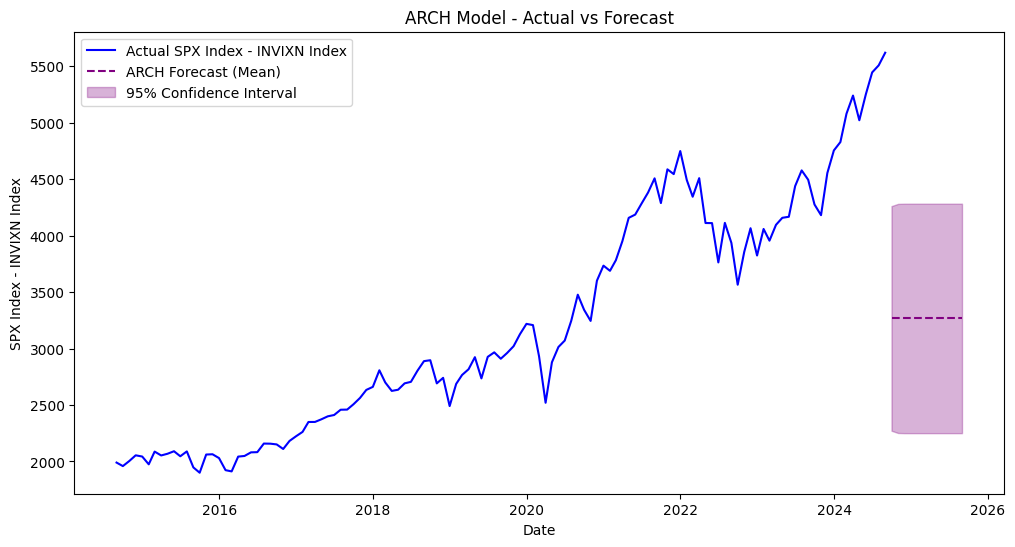 ARCH Model - Actual vs Forecast
Actual SPX Index - INVIXN Index
ARCH Forecast (Mean)
95% Confidence Interval
SPX Index - INVIXN Index
5500
5000
4500
4000
3500
3000
2500
2000
2016
2018
2020
2022
2024
2026
Date